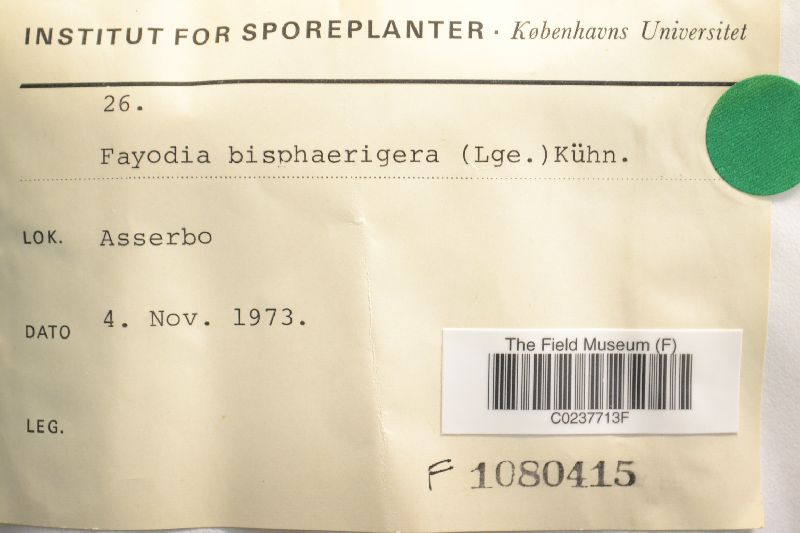 INSTITUT FOR SPOREPLANTER · Københavns Universitet
26.
Fayodia bisphaerigera (Lge.)Kühn.
LOK. Asserbo
DATO 4. Nov. 1973.
The Field Museum (F)
C0237713F
LEG.
F 1080415